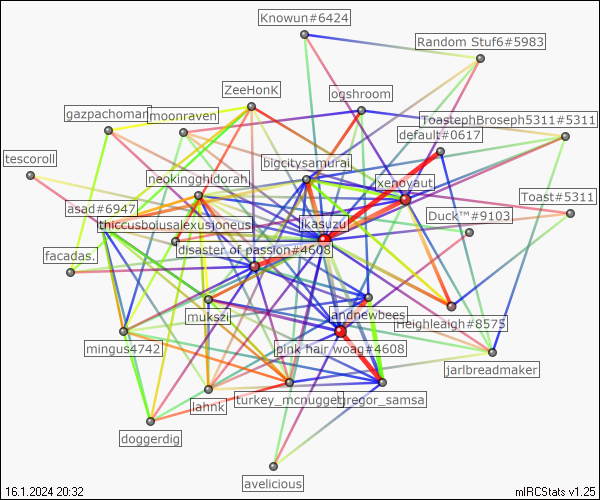 Knowun#6424
Random Stuf6#5983
ZeeHonK
ogshroom
gazpachoman
moonraven
ToastephBroseph5311#5311
default#0617
tescoroll
bigcitysamurai
neokingghidorah
xenovaut
Toast#5311
asad#6947
thiccusbolusalexusjoneusi
ikasuzu
Duck™#9103
disaster of passion#4608
facadas.
mukszi
andnewbees
Heighleaigh#8575
mingus4742
pink hair woag#4608
jarlbreadmaker
lahnk
turkey_mcnugget
gregor_samsa
doggerdig
avelicious
16.1.2024 20:32
mIRCStats v1.25